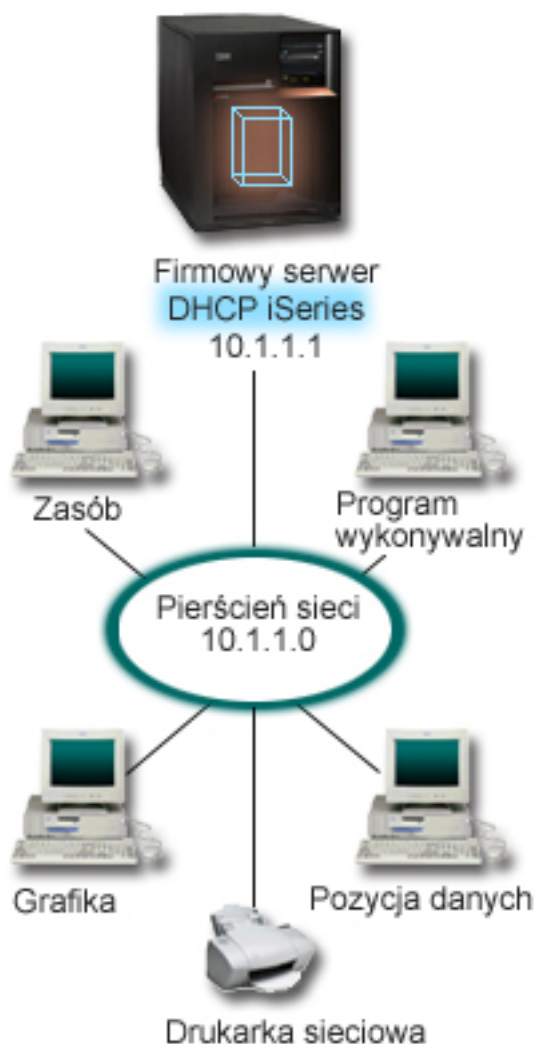 Firmowy serwer
DHCP iSeries
10.1.1.1
Zasób
Program
wykonywalny
Pierścień sieci
10.1.1.0
Grafika
Pozycja danych
Drukarka sieciowa